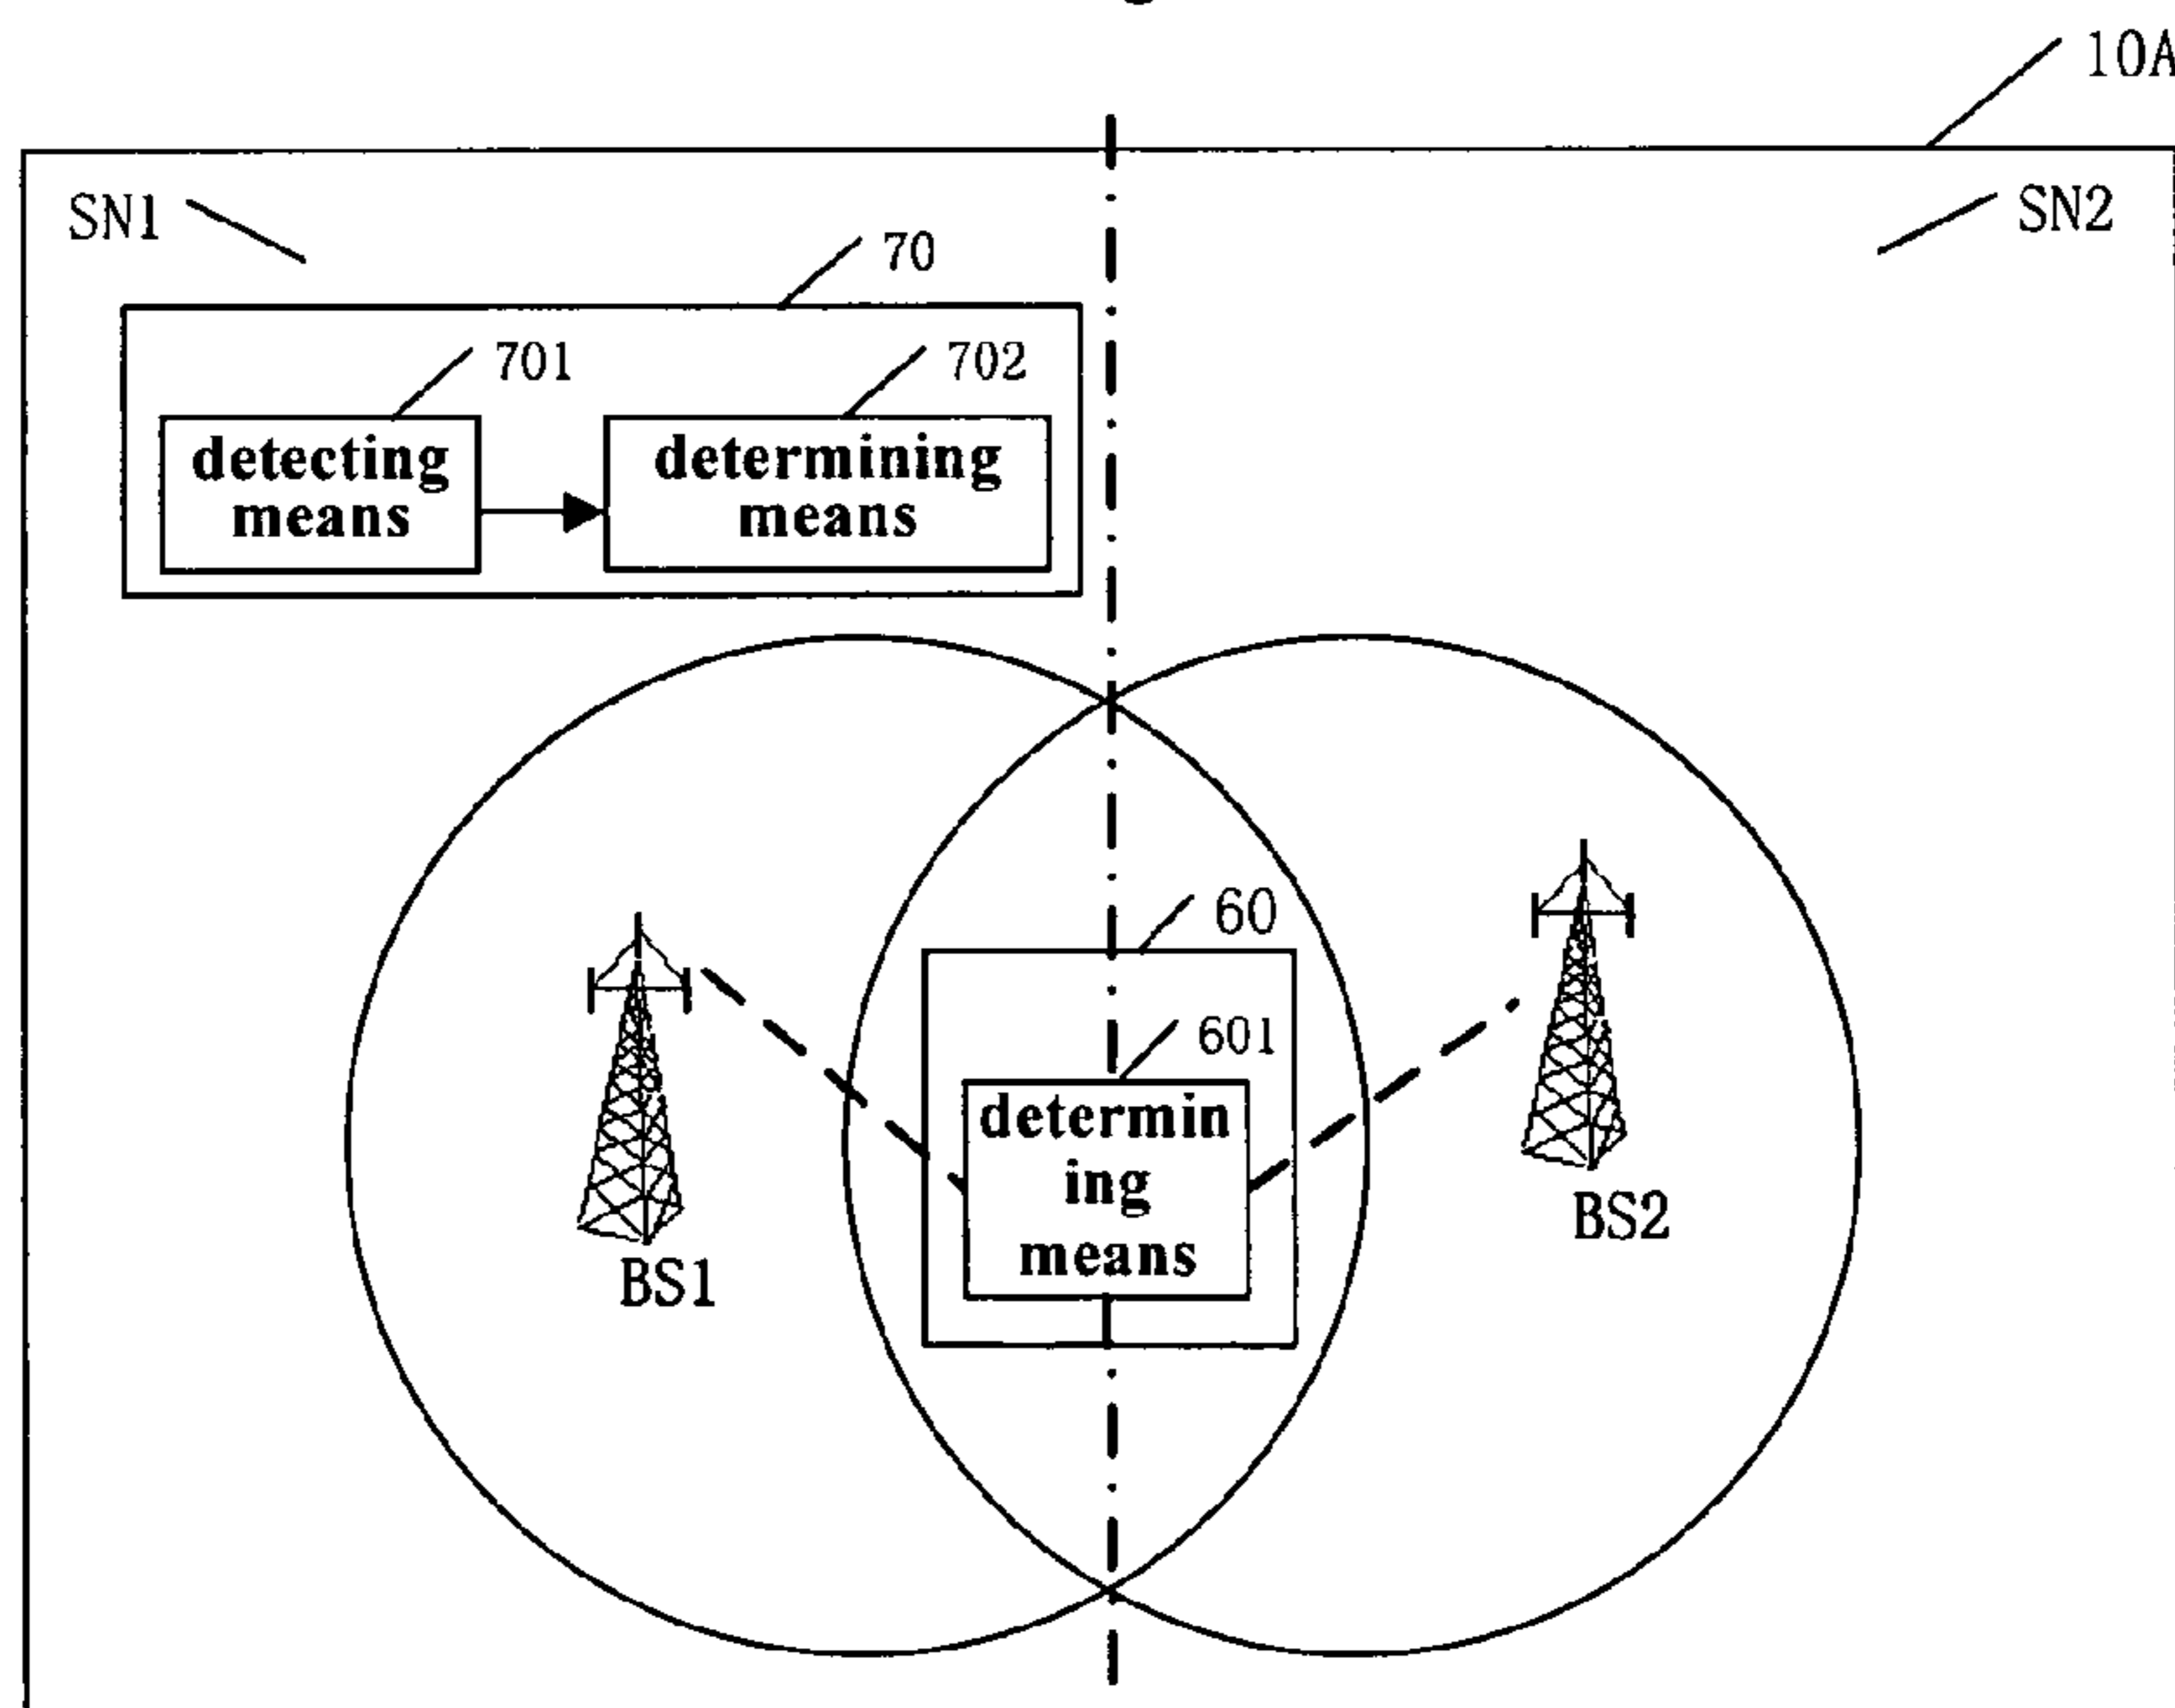 10A
SN1
SN2
70
701
702
detecting
means
determining
means
60
601
determin
ing
means
BS1
BS2